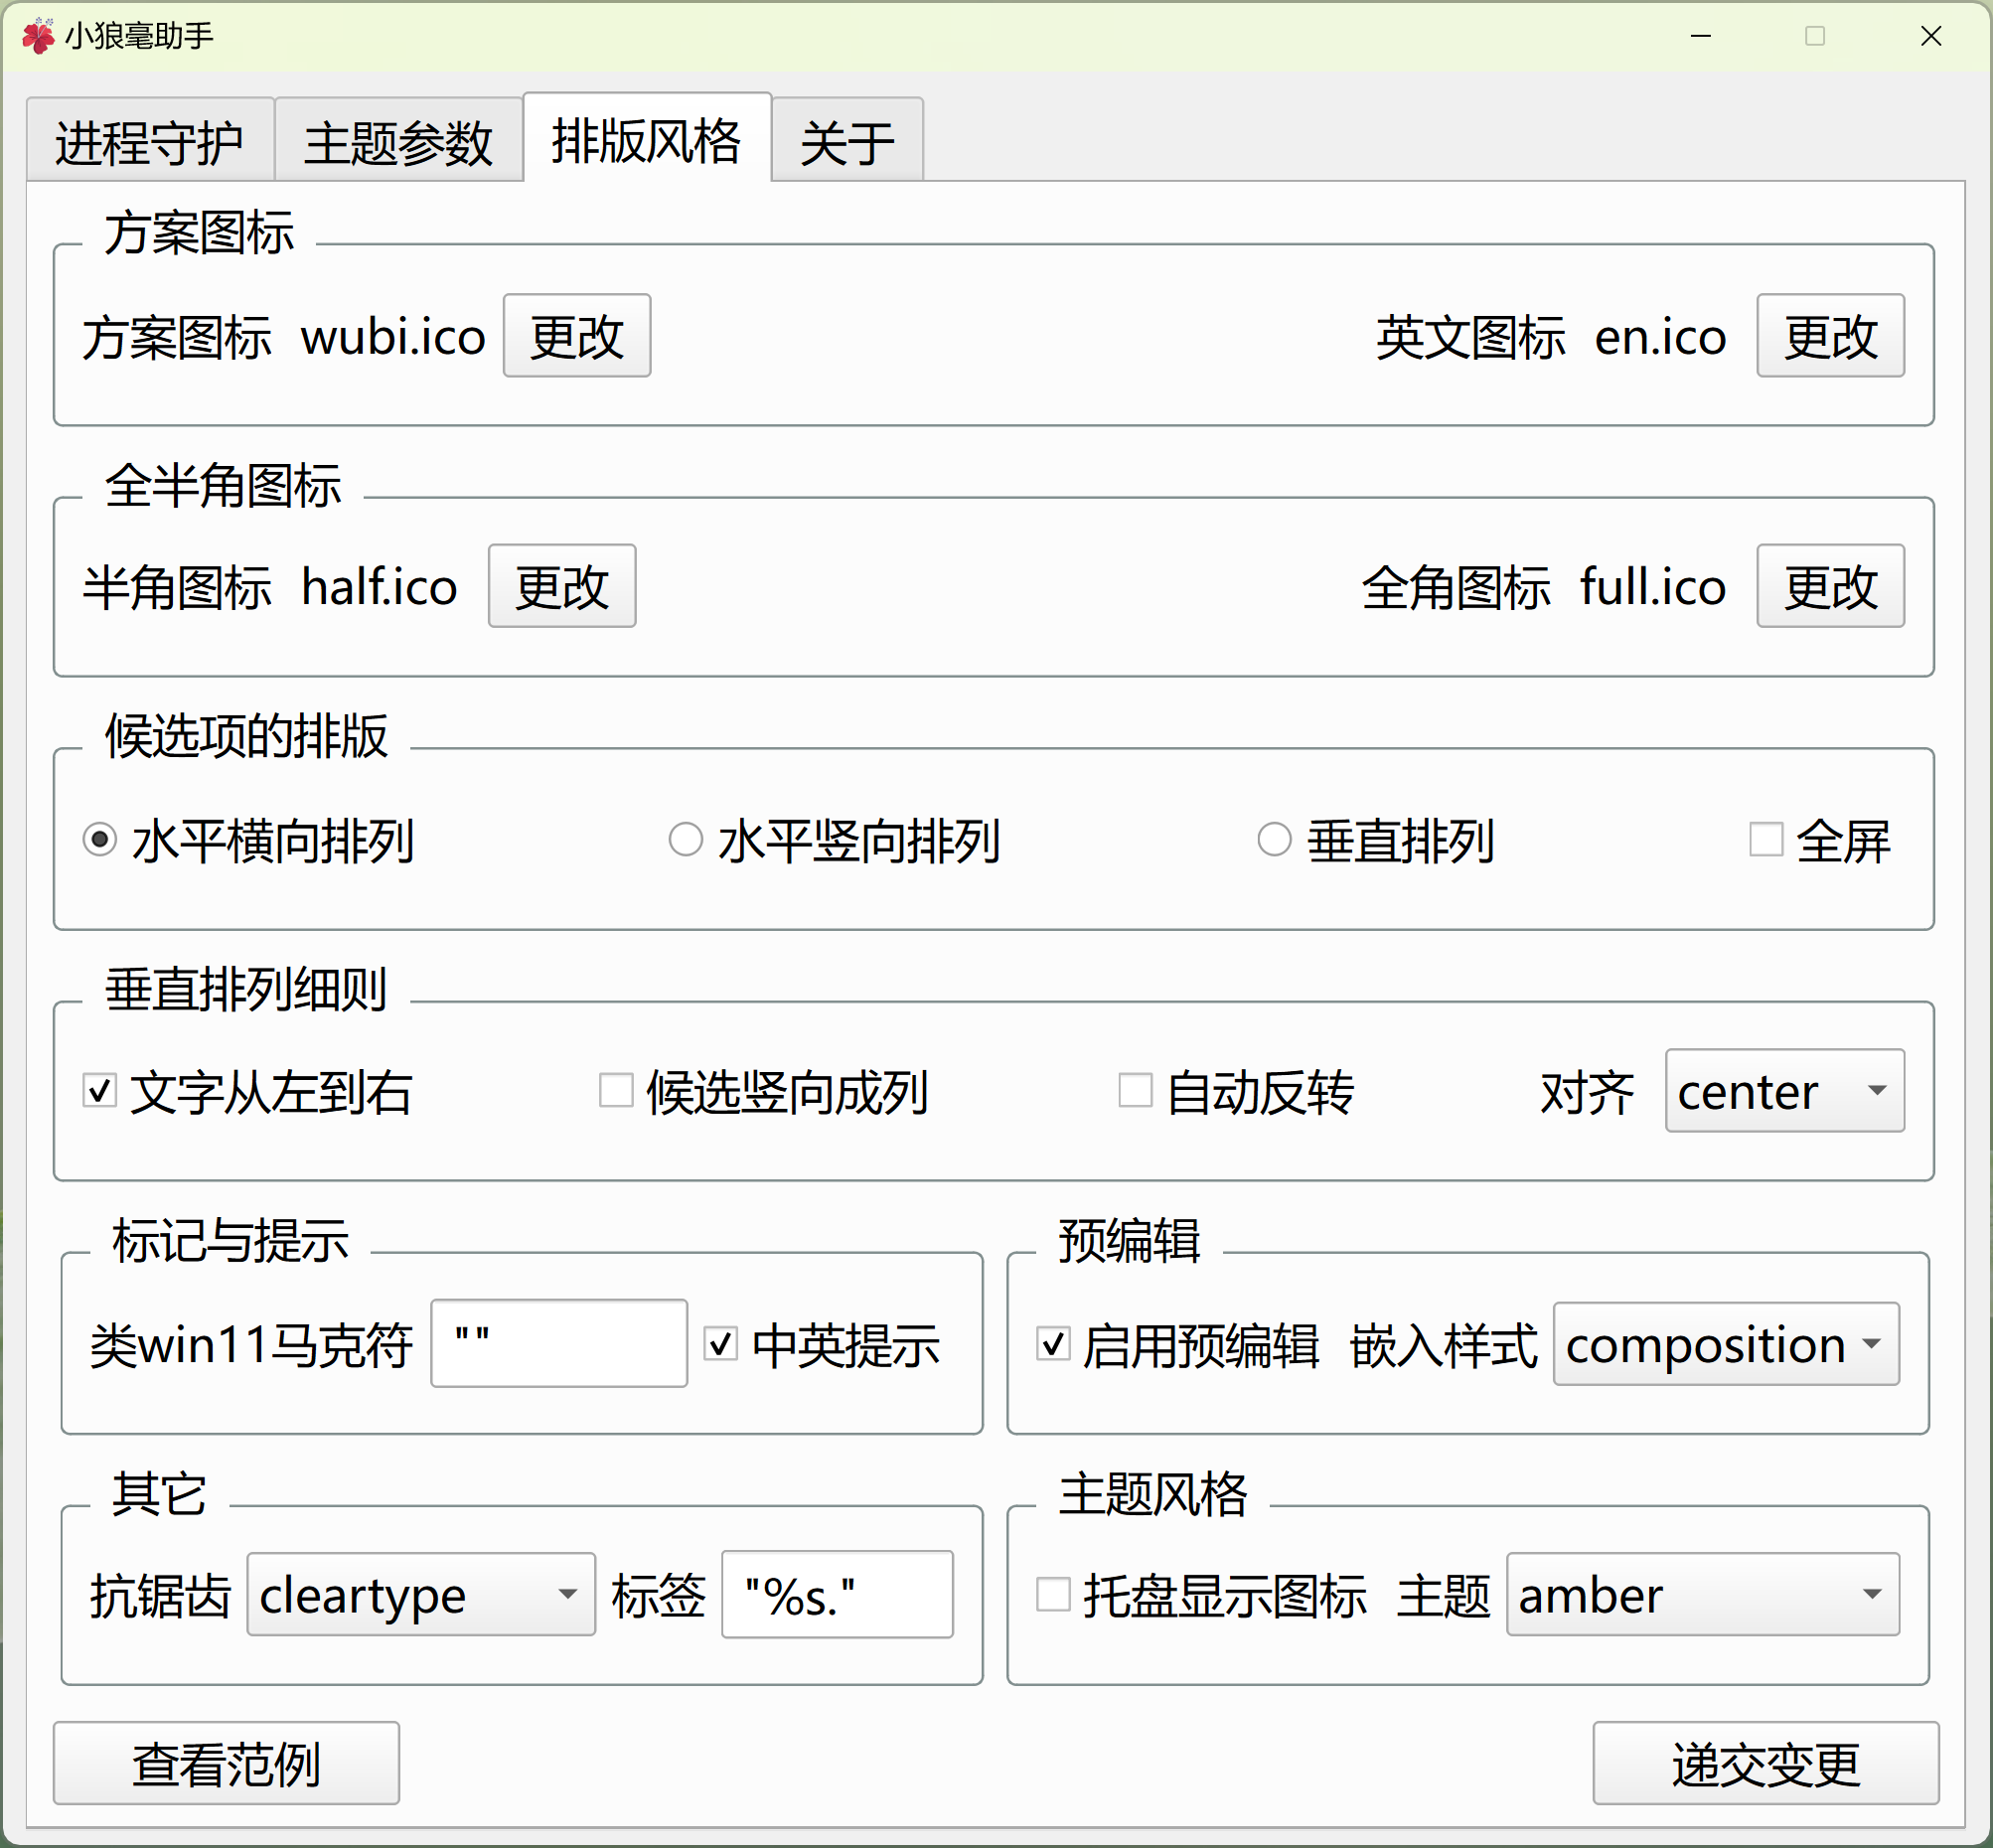 小狼毫助手
进程守护 主题参数 排版风格 关于
方案图标
方案图标 wubi.ico 更改 英文图标 en.ico 更改
全半角图标
半角图标 half.ico 更改 全角图标 full.ico 更改
候选项的排版
水平横向排列 水平竖向排列 垂直排列 全屏
垂直排列细则
文字从左到右 候选竖向成列 自动反转 对齐 center
标记与提示 预编辑
类win11马克符 "" 中英提示 启用预编辑 嵌入样式 composition
其它 主题风格
抗锯齿 cleartype 标签 "%s." 托盘显示图标 主题 amber
查看范例 递交变更